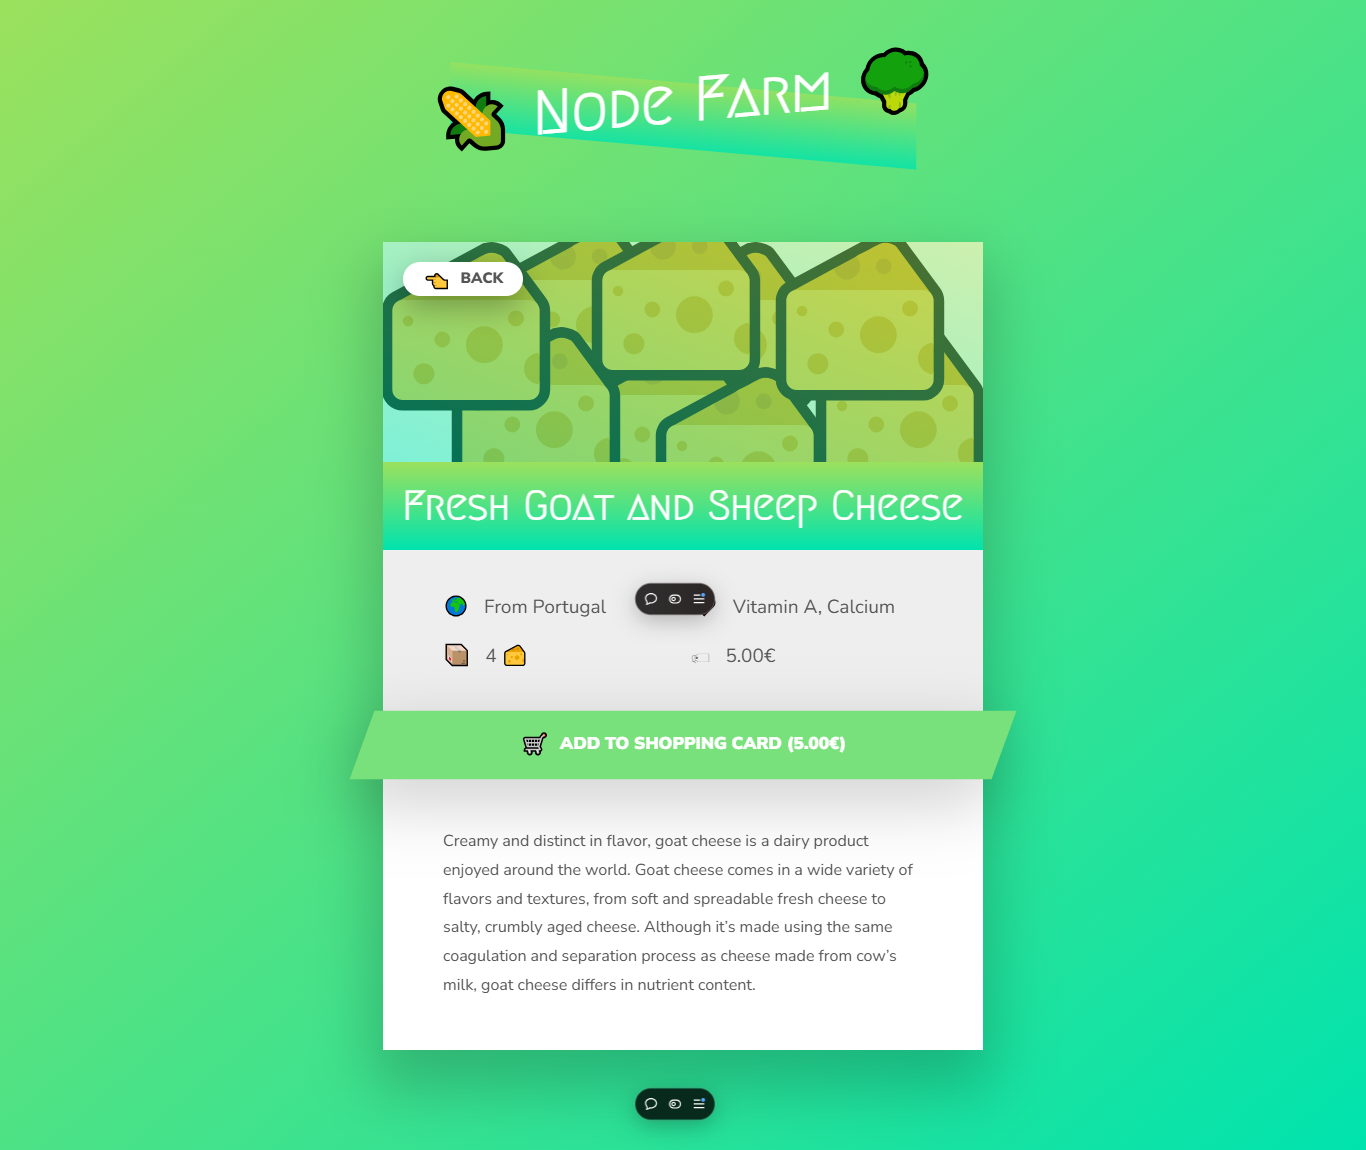 Node Farm
BACK
Fresh Goat and Sheep Cheese
From Portugal
Vitamin A, Calcium
4
5.00€
ADD TO SHOPPING CARD (5.00€)
Creamy and distinct in flavor, goat cheese is a dairy product
enjoyed around the world. Goat cheese comes in a wide variety of
flavors and textures, from soft and spreadable fresh cheese to
salty, crumbly aged cheese. Although it’s made using the same
coagulation and separation process as cheese made from cow’s
milk, goat cheese differs in nutrient content.